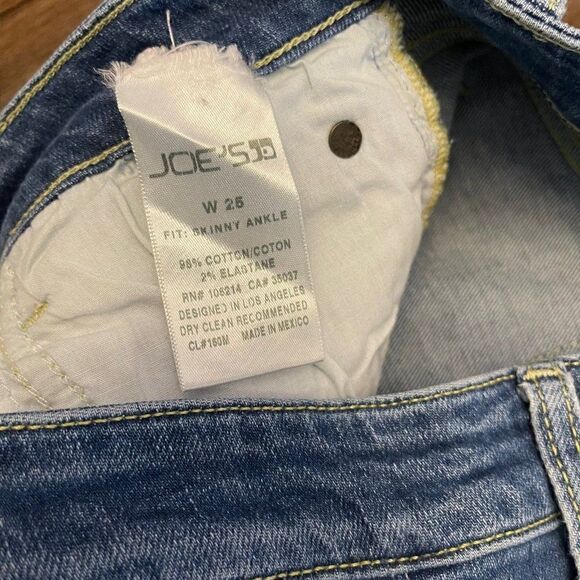 JOE'S
W 25
FIT: SKINNY ANKLE
98% COTTON/COTON
2% ELASTANE
RN# 106214 CA# 35037
DESIGNED IN LOS ANGELES
DRY CLEAN RECOMMENDED
CL#160M MADE IN MEXICO